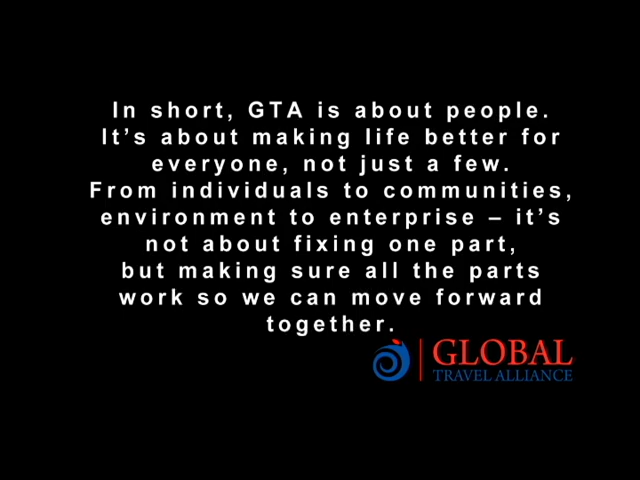 In short, GTA is about people.
It's about making life better for
everyone, not just a few.
From individuals to communities,
environment to enterprise – it's
not about fixing one part,
but making sure all the parts
work so we can move forward
together.
GLOBAL
TRAVEL ALLIANCE